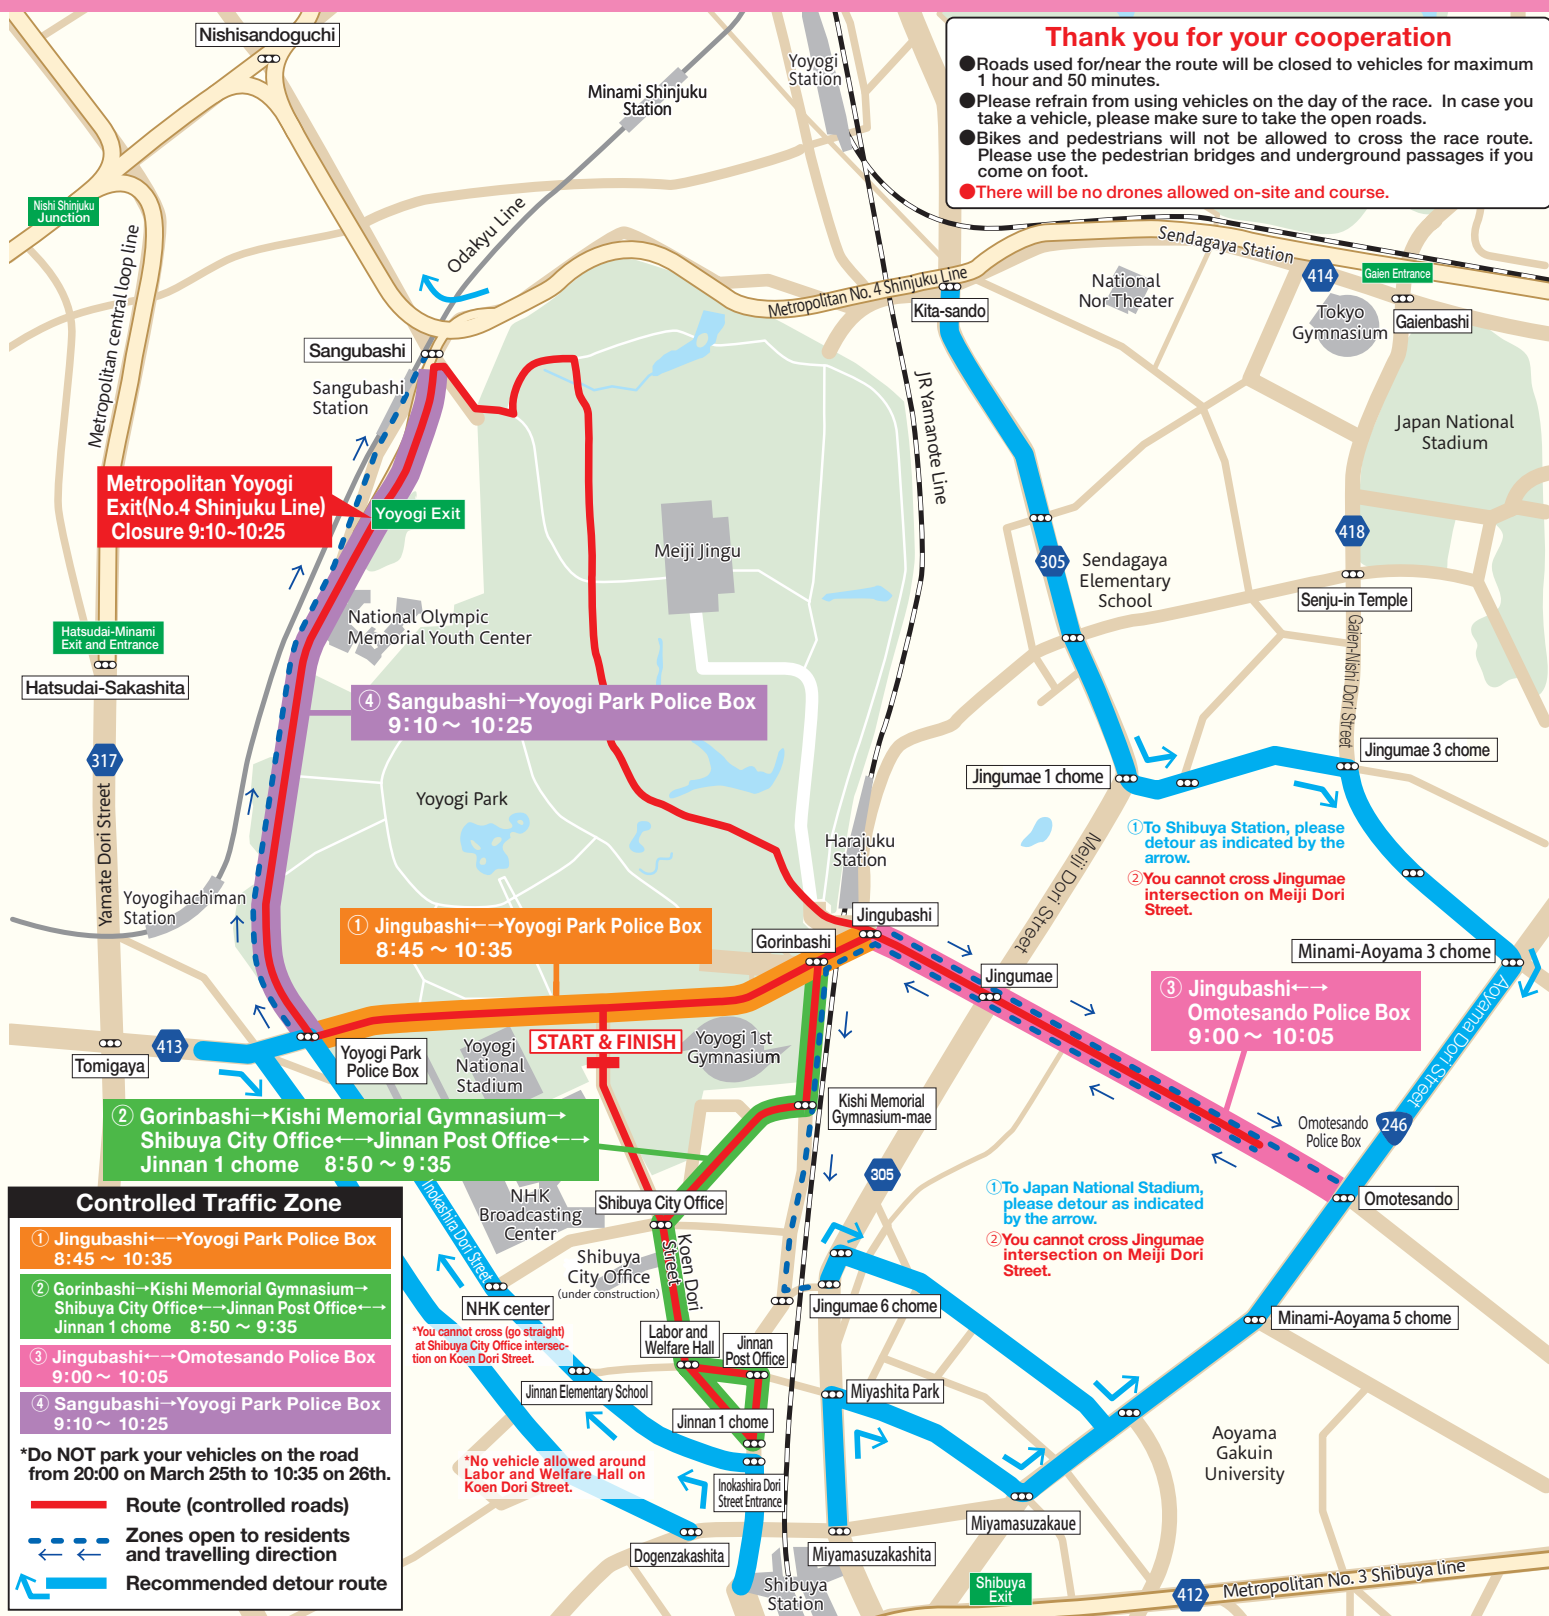 Thank you for your cooperation
●Roads used for/near the route will be closed to vehicles for maximum
1 hour and 50 minutes.
●Please refrain from using vehicles on the day of the race. In case you
take a vehicle, please make sure to take the open roads.
●Bikes and pedestrians will not be allowed to cross the race route.
Please use the pedestrian bridges and underground passages if you
come on foot.
●There will be no drones allowed on-site and course.
Nishisandoguchi
Yoyogi
Station
Minami Shinjuku
Station
Nishi Shinjuku
Junction
Metropolitan central loop line
Odakyu Line
Sendagaya Station
414
Gaien Entrance
National
Nor Theater
Metropolitan No. 4 Shinjuku Line
Kita-sando
Tokyo
Gymnasium
Gaienbashi
Sangubashi
Sangubashi
Station
JR Yamanote Line
Japan National
Stadium
Metropolitan Yoyogi
Exit(No.4 Shinjuku Line)
Closure 9:10~10:25
Yoyogi Exit
Meiji Jingu
305
Sendagaya
Elementary
School
418
Senju-in Temple
Gaien-Nishi Dori Street
National Olympic
Memorial Youth Center
Hatsudai-Minami
Exit and Entrance
Hatsudai-Sakashita
④ Sangubashi→Yoyogi Park Police Box
9:10～ 10:25
317
Yamate Dori Street
Jingumae 1 chome
Jingumae 3 chome
Yoyogi Park
Harajuku
Station
Meiji Dori Street
①To Shibuya Station, please
detour as indicated by the
arrow.
②You cannot cross Jingumae
intersection on Meiji Dori
Street.
Yoyogihachiman
Station
① Jingubashi←→Yoyogi Park Police Box
8:45 ～ 10:35
Jingubashi
Gorinbashi
Jingumae
Minami-Aoyama 3 chome
Aoyama Dori Street
③ Jingubashi←→
Omotesando Police Box
9:00～ 10:05
Tomigaya
413
Yoyogi Park
Police Box
Yoyogi
National
Stadium
START & FINISH
Yoyogi 1st
Gymnasium
Kishi Memorial
Gymnasium-mae
② Gorinbashi→Kishi Memorial Gymnasium→
Shibuya City Office←→Jinnan Post Office←→
Jinnan 1 chome 8:50 ～ 9:35
Omotesando
Police Box
246
305
Omotesando
①To Japan National Stadium,
please detour as indicated
by the arrow.
②You cannot cross Jingumae
intersection on Meiji Dori
Street.
Inokashira Dori Street
NHK
Broadcasting
Center
Shibuya City Office
Koen Dori
Street
Shibuya
City Office
(under construction)
NHK center
*You cannot cross (go straight)
at Shibuya City Office intersec-
tion on Koen Dori Street.
Jingumae 6 chome
Minami-Aoyama 5 chome
Labor and
Welfare Hall
Jinnan
Post Office
Jinnan Elementary School
Miyashita Park
Jinnan 1 chome
*No vehicle allowed around
Labor and Welfare Hall on
Koen Dori Street.
Inokashira Dori
Street Entrance
Aoyama
Gakuin
University
Miyamasuzakaue
Dogenzakashita
Miyamasuzakashita
Shibuya
Station
Shibuya
Exit
412
Metropolitan No. 3 Shibuya line
Controlled Traffic Zone
① Jingubashi←→Yoyogi Park Police Box
8:45 ～ 10:35
② Gorinbashi→Kishi Memorial Gymnasium→
Shibuya City Office←→Jinnan Post Office←→
Jinnan 1 chome 8:50 ～ 9:35
③ Jingubashi←→Omotesando Police Box
9:00～ 10:05
④ Sangubashi→Yoyogi Park Police Box
9:10～ 10:25
*Do NOT park your vehicles on the road
from 20:00 on March 25th to 10:35 on 26th.
Route (controlled roads)
Zones open to residents
and travelling direction
Recommended detour route